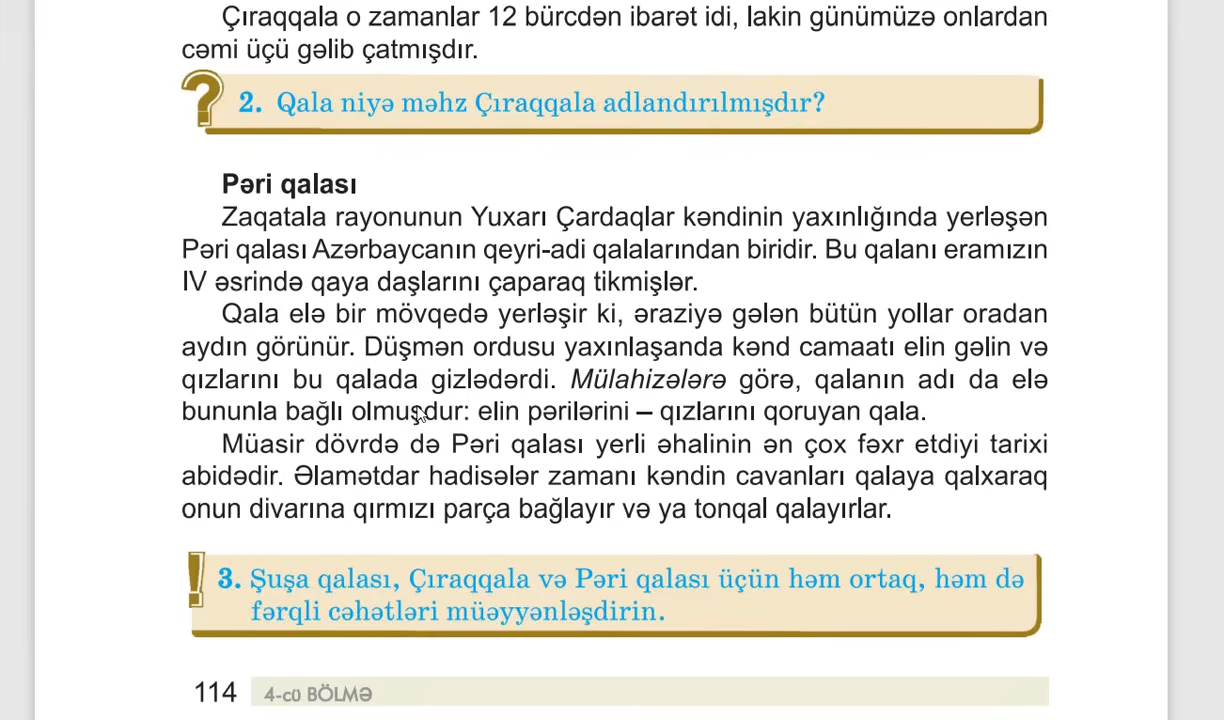 Çıraqqala o zamanlar 12 bürcdən ibarət idi, lakin günümüzə onlardan
cəmi üçü gəlib çatmışdır.
2. Qala niyə məhz Çıraqqala adlandırılmışdır?
Pəri qalası
Zaqatala rayonunun Yuxarı Çardaqlar kəndinin yaxınlığında yerləşən
Pəri qalası Azərbaycanın qeyri-adi qalalarından biridir. Bu qalanı eramızın
IV əsrində qaya daşlarını çaparaq tikmişlər.
Qala elə bir mövqedə yerləşir ki, əraziyə gələn bütün yollar oradan
aydın görünür. Düşmən ordusu yaxınlaşanda kənd camaatı elin gəlin və
qızlarını bu qalada gizlədərdi. Mülahizələrə görə, qalanın adı da elə
bununla bağlı olmuşdur: elin pərilərini – qızlarını qoruyan qala.
Müasir dövrdə də Pəri qalası yerli əhalinin ən çox fəxr etdiyi tarixi
abidədir. Əlamətdar hadisələr zamanı kəndin cavanları qalaya qalxaraq
onun divarına qırmızı parça bağlayır və ya tonqal qalayırlar.
3. Şuşa qalası, Çıraqqala və Pəri qalası üçün həm ortaq, həm də
fərqli cəhətləri müəyyənləşdirin.
114 4-cü BÖLMƏ